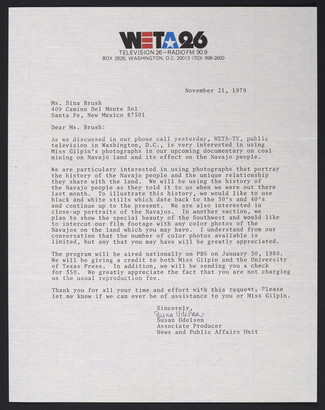 WETA26
TELEVISION 26 - RADIO FM 90.9
BOX 2626, WASHINGTON, D.C. 20013 (703) 998-2600
November 21, 1979
Ms. Nina Brush
409 Camino Del Monte Sol
Santa Fe, New Mexico 87501
Dear Ms. Brush:
As we discussed in our phone call yesterday, WETA-TV, public
television in Washington, D.C., is very interested in using
Miss Gilpin's photographs in our upcoming documentary on coal
mining on Navajo land and its effect on the Navajo people.
We are particularly interested in using photographs that portray
the history of the Navajo people and the unique relationship
they share with the land. We will be using the history of
the Navajo people as they told it to us when we were out there
last month. To illustrate this history, we would like to use
black and white stills which date back to the 50's and 40's
and continue up to the present. We are also interested in
close-up portraits of the Navajos. In another section, we
plan to show the special beauty of the Southwest and would like
to intercut our film footage with any color photos of the
Navajos on the land which you may have. I understand from our
conversation that the number of color photos available is
limited, but any that you may have will be greatly appreciated.
The program will be aired nationally on PBS on January 30, 1980.
We will be giving a credit to both Miss Gilpin and the University
of Texas Press. In addition, we will be sending you a check
for $50. We greatly appreciate the fact that you are not charging
us the usual reproduction fee.
Thank you for all your time and effort with this request. Please
let me know if we can ever be of assistance to you or Miss Gilpin.
Sincerely,
Susan Udelson
Susan Udelson
Associate Producer
News and Public Affairs Unit